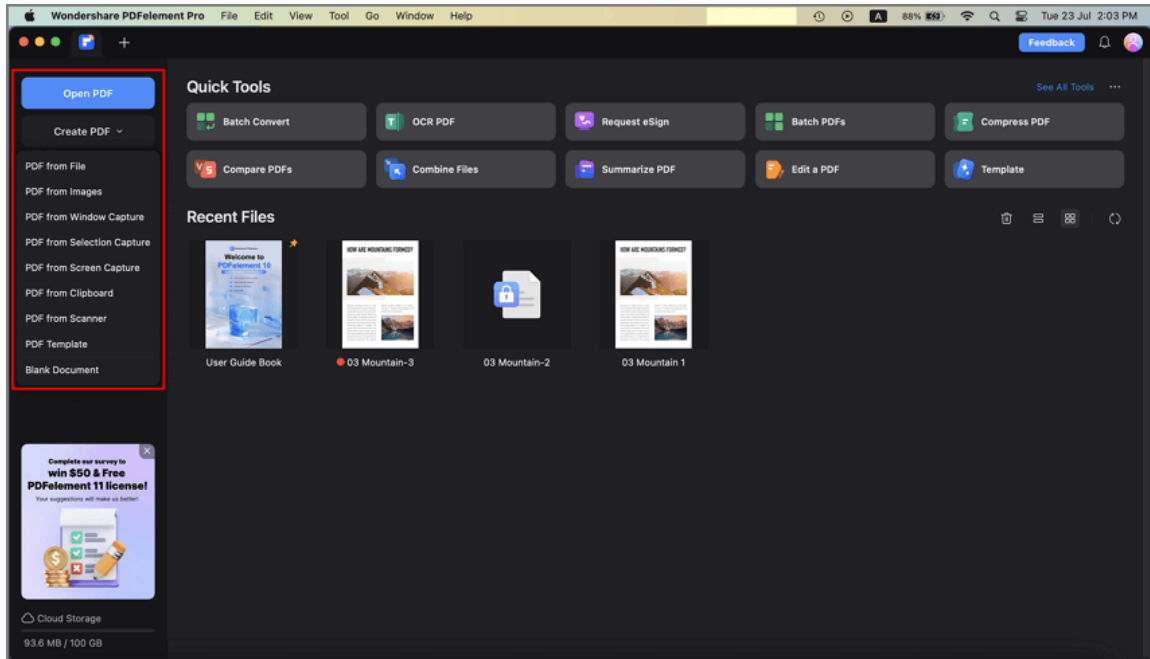 Wondershare PDFelement Pro File Edit View Tool Go Window Help A 88% Tue 23 Jul 2:03 PM
Feedback
Open PDF
Create PDF
PDF from File
PDF from Images
PDF from Window Capture
PDF from Selection Capture
PDF from Screen Capture
PDF from Clipboard
PDF from Scanner
PDF Template
Blank Document
Quick Tools
See All Tools
Batch Convert
OCR PDF
Request eSign
Batch PDFs
Compress PDF
Compare PDFs
Combine Files
Summarize PDF
Edit a PDF
Template
Recent Files
Welcome to
PDFelement 10
HOW ARE MOUNTAINS FORMED?
HOW ARE MOUNTAINS FORMED?
User Guide Book
03 Mountain-3
03 Mountain-2
03 Mountain 1
Complete our survey to
win $50 & Free
PDFelement 11 license!
Your suggestions will make us better!
Cloud Storage
93.6 MB / 100 GB